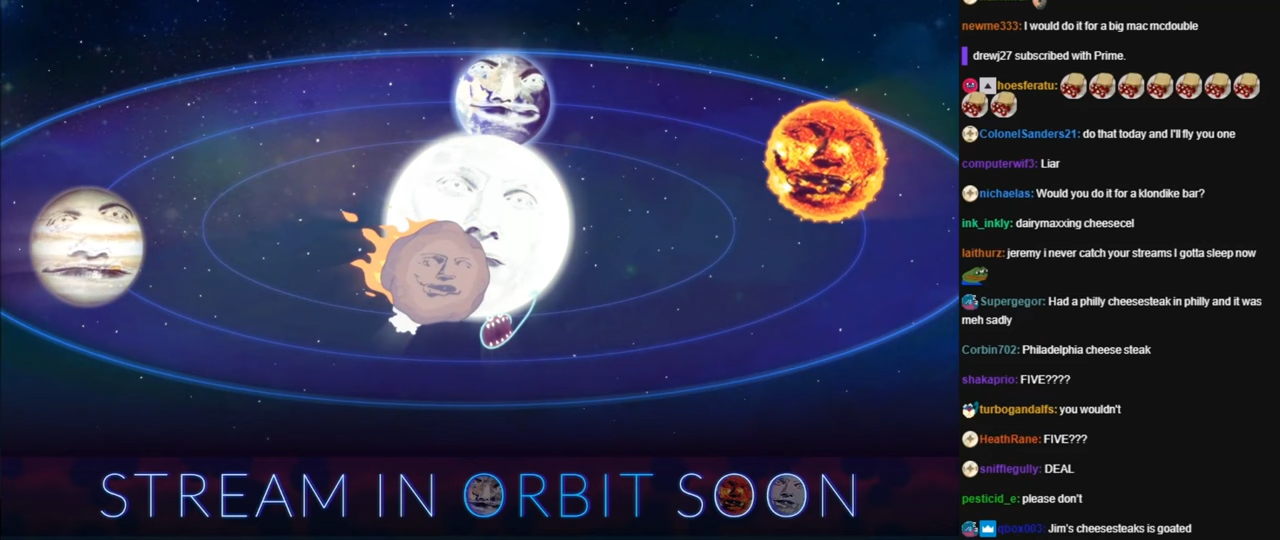 newme333: I would do it for a big mac mcdouble
drewj27 subscribed with Prime.
hoesferatu:
ColonelSanders21: do that today and I'll fly you one
computerwif3: Liar
nichaelas: Would you do it for a klondike bar?
ink_inkly: dairymaxxing cheesecel
laithurz: jeremy i never catch your streams I gotta sleep now
Supergegor: Had a philly cheesesteak in philly and it was
meh sadly
Corbin702: Philadelphia cheese steak
shakaprio: FIVE????
turbogandalfs: you wouldn't
HeathRane: FIVE???
snifflegully: DEAL
pesticid_e: please don't
qbox003: Jim's cheesesteaks is goated
STREAM IN ORBIT SOON